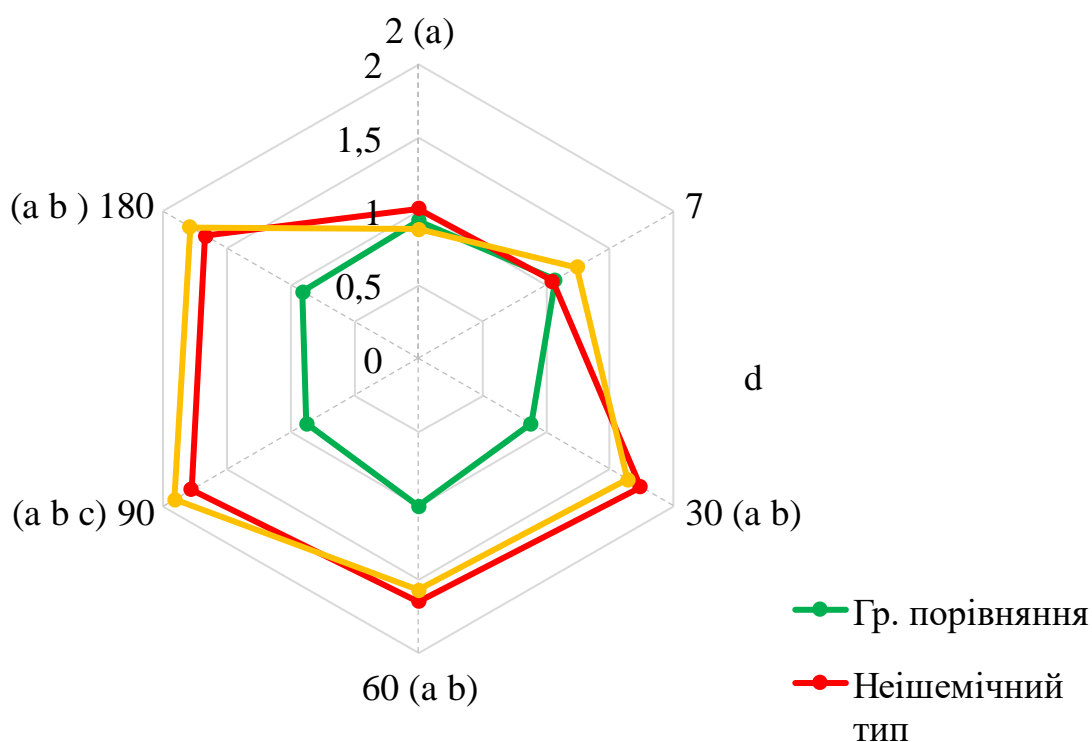 2 (a)
2
1,5
1
0,5
0
7
d
30 (a b)
60 (a b)
(a b c) 90
(a b ) 180
Гр. порівняння
Неішемічний
тип